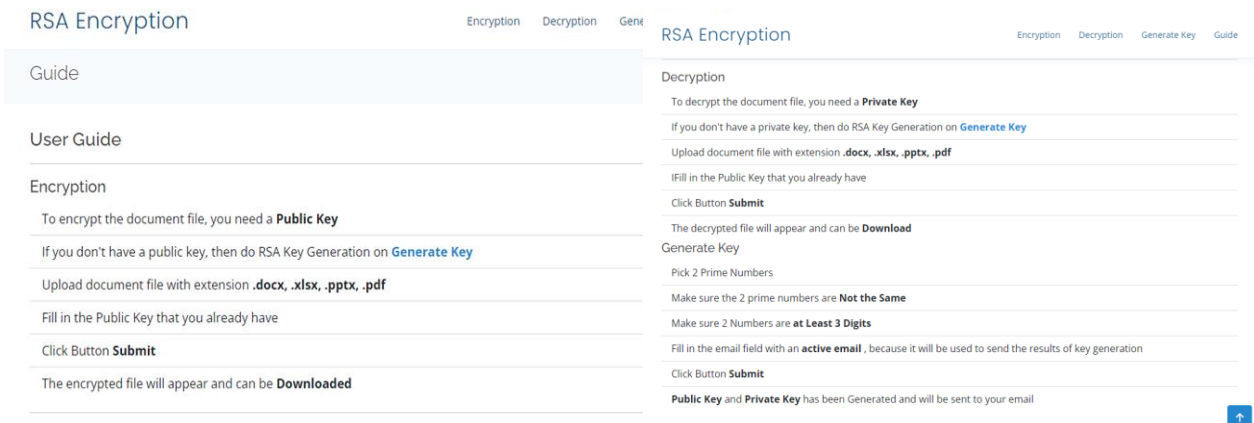 RSA Encryption
Encryption Decryption Gene
Guide
User Guide
Encryption
To encrypt the document file, you need a Public Key
If you don't have a public key, then do RSA Key Generation on Generate Key
Upload document file with extension .docx, .xlsx, .pptx, .pdf
Fill in the Public Key that you already have
Click Button Submit
The encrypted file will appear and can be Downloaded
RSA Encryption
Encryption Decryption Generate Key Guide
Decryption
To decrypt the document file, you need a Private Key
If you don't have a private key, then do RSA Key Generation on Generate Key
Upload document file with extension .docx, .xlsx, .pptx, .pdf
IFill in the Public Key that you already have
Click Button Submit
The decrypted file will appear and can be Download
Generate Key
Pick 2 Prime Numbers
Make sure the 2 prime numbers are Not the Same
Make sure 2 Numbers are at Least 3 Digits
Fill in the email field with an active email , because it will be used to send the results of key generation
Click Button Submit
Public Key and Private Key has been Generated and will be sent to your email